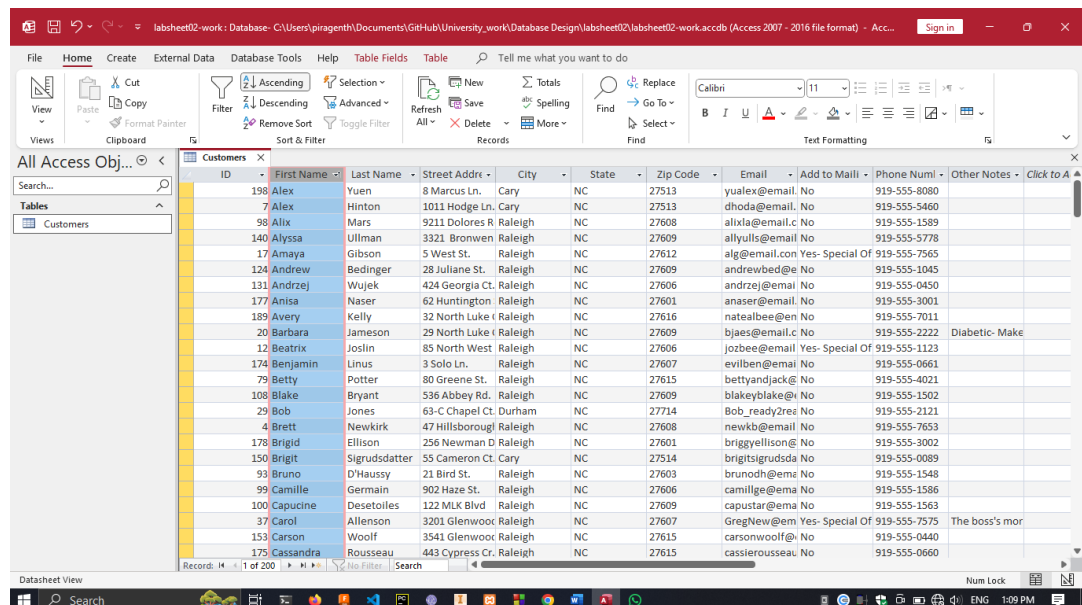 labsheet02-work : Database- C:\Users\piragenth\Documents\GitHub\University_work\Database Design\labsheet02\labsheet02-work.accdb (Access 2007 - 2016 file format) - Acc... Sign in
File Home Create External Data Database Tools Help Table Fields Table Tell me what you want to do
View Paste Cut Copy Format Painter Filter Ascending Descending Remove Sort Selection Advanced Toggle Filter Refresh All New Save Delete Totals Spelling More Find Replace Go To Select Calibri 11 B I U A
Views Clipboard Sort & Filter Records Find Text Formatting
All Access Obj... Customers
Search...
Tables
Customers
ID First Name Last Name Street Addre City State Zip Code Email Add to Maili Phone Numl Other Notes Click to A
198 Alex Yuen 8 Marcus Ln. Cary NC 27513 yualex@email. No 919-555-8080
7 Alex Hinton 1011 Hodge Ln. Cary NC 27513 dhoda@email. No 919-555-5460
98 Alix Mars 9211 Dolores R Raleigh NC 27608 alixla@email.c No 919-555-1589
140 Alyssa Ullman 3321 Bronwen Raleigh NC 27609 allyulls@email No 919-555-5778
17 Amaya Gibson 5 West St. Raleigh NC 27612 alg@email.con Yes- Special Of 919-555-7565
124 Andrew Bedinger 28 Juliane St. Raleigh NC 27609 andrewbed@e No 919-555-1045
131 Andrzej Wujek 424 Georgia Ct. Raleigh NC 27606 andrzej@emai No 919-555-0450
177 Anisa Naser 62 Huntington Raleigh NC 27601 anaser@email. No 919-555-3001
189 Avery Kelly 32 North Luke Raleigh NC 27616 natealbee@en No 919-555-7011
20 Barbara Jameson 29 North Luke Raleigh NC 27609 bjaes@email.c No 919-555-2222 Diabetic- Make
12 Beatrix Joslin 85 North West Raleigh NC 27606 jozbee@email Yes- Special Of 919-555-1123
174 Benjamin Linus 3 Solo Ln. Raleigh NC 27607 evilben@emai No 919-555-0661
79 Betty Potter 80 Greene St. Raleigh NC 27615 bettyandjack@ No 919-555-4021
108 Blake Bryant 536 Abbey Rd. Raleigh NC 27609 blakeyblake@ No 919-555-1502
29 Bob Jones 63-C Chapel Ct. Durham NC 27714 Bob_ready2rea No 919-555-2121
4 Brett Newkirk 47 Hillsborougl Raleigh NC 27608 newkb@email No 919-555-7653
178 Brigid Ellison 256 Newman D Raleigh NC 27601 briggyellison@ No 919-555-3002
150 Brigit Sigrudsdatter 55 Cameron Ct. Cary NC 27514 brigitsigrudsda No 919-555-0089
93 Bruno D'Haussy 21 Bird St. Raleigh NC 27603 brunodh@ema No 919-555-1548
99 Camille Germain 902 Haze St. Raleigh NC 27606 camillge@ema No 919-555-1586
100 Capucine Desetoiles 122 MLK Blvd Raleigh NC 27609 capustar@ema No 919-555-1563
37 Carol Allenson 3201 Glenwood Raleigh NC 27607 GregNew@em Yes- Special Of 919-555-7575 The boss's mor
153 Carson Woolf 3541 Glenwood Raleigh NC 27615 carsonwoolf@ No 919-555-0440
175 Cassandra Rousseau 443 Cypress Cr. Raleigh NC 27615 cassierousseau No 919-555-0660
Record: 1 of 200 No Filter Search
Datasheet View Num Lock
Search ENG 1:09 PM